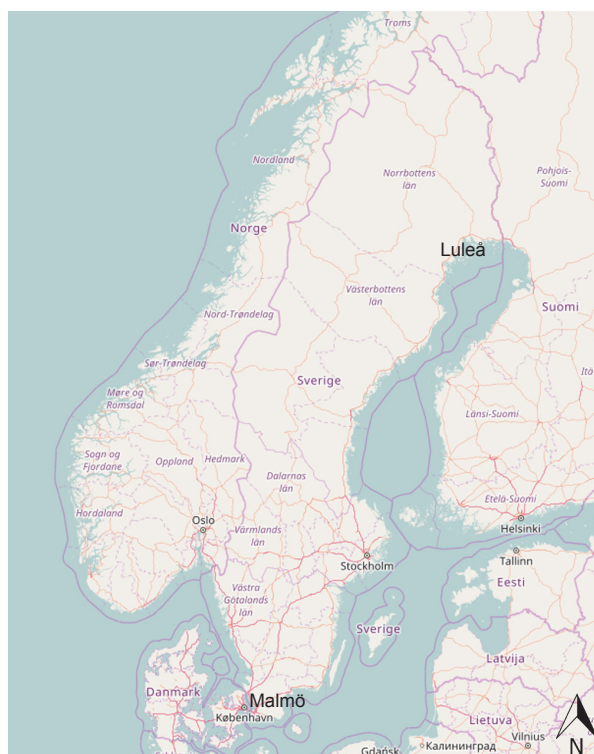 Troms
Nordland
Norrbottens
län
Pohjois-
Suomi
Norge
Luleå
Västerbottens
län
Suomi
Nord-Trøndelag
Sør-Trøndelag
Sverige
Møre og
Romsdal
Länsi-Suomi
Sogn og
Fjordane
Oppland
Hedmark
Dalarnas
län
Etelä-Suomi
Hordaland
Oslo
Värmlands
län
Helsinki
Stockholm
Tallinn
Eesti
Västra
Götalands
län
Sverige
Latvija
Danmark
Malmö
København
Lietuva
Vilnius
Gdańsk
Калининград
N